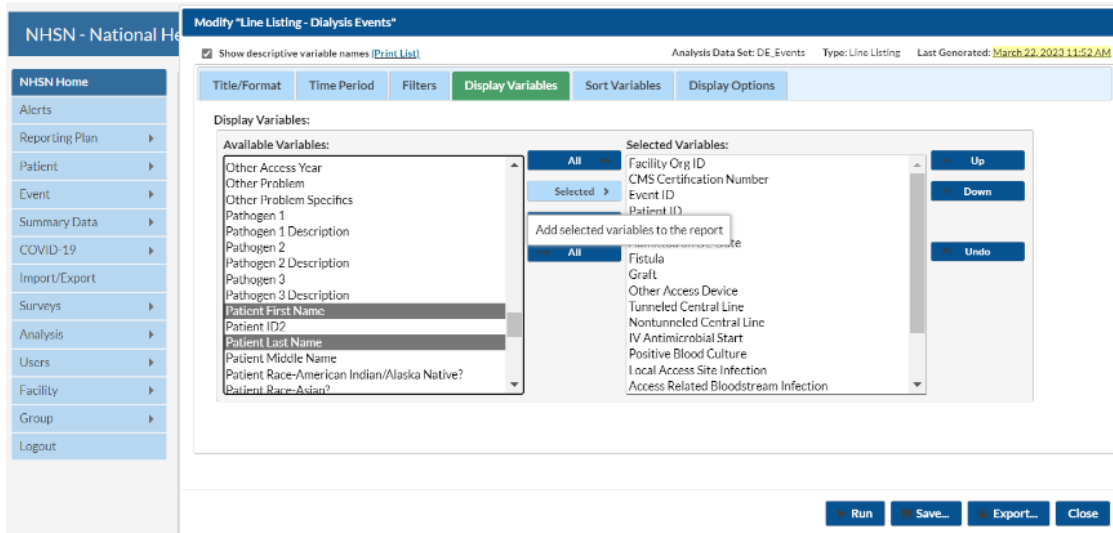 NHSN - National He
NHSN Home
Alerts
Reporting Plan
Patient
Event
Summary Data
COVID-19
Import/Export
Surveys
Analysis
Users
Facility
Group
Logout
Modify "Line Listing - Dialysis Events"
Show descriptive variable names (Print List)
Analysis Data Set: DE_Events Type: Line Listing Last Generated: March 22, 2023 11:52 AM
Title/Format Time Period Filters Display Variables Sort Variables Display Options
Display Variables:
Available Variables:
Other Access Year
Other Problem
Other Problem Specifics
Pathogen 1
Pathogen 1 Description
Pathogen 2
Pathogen 2 Description
Pathogen 3
Pathogen 3 Description
Patient First Name
Patient ID2
Patient Last Name
Patient Middle Name
Patient Race-American Indian/Alaska Native?
Patient Race-Asian?
All
Selected >
Add selected variables to the report
All
Selected Variables:
Facility Org ID
CMS Certification Number
Event ID
Patient ID
Fistula
Graft
Other Access Device
Tunneled Central Line
Nontunneled Central Line
IV Antimicrobial Start
Positive Blood Culture
Local Access Site Infection
Access Related Bloodstream Infection
Up
Down
Undo
Run Save... Export... Close